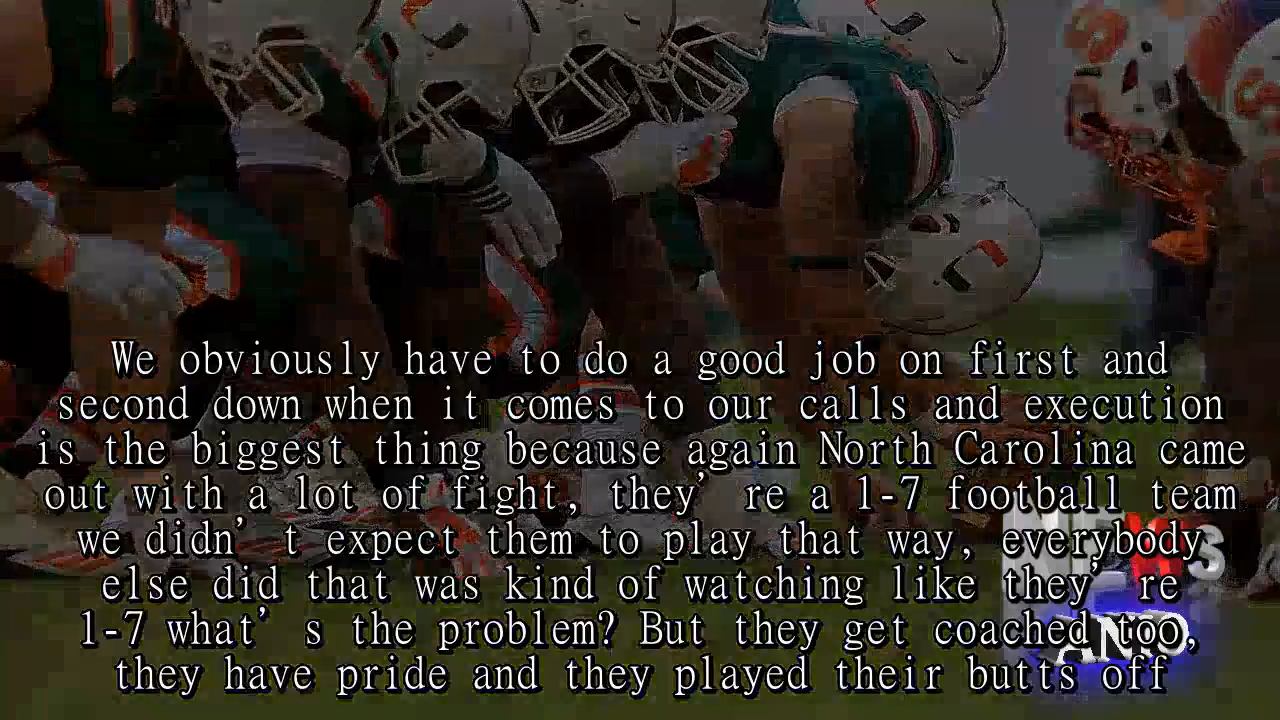 We obviously have to do a good job on first and
second down when it comes to our calls and execution
is the biggest thing because again North Carolina came
out with a lot of fight, they’re a 1-7 football team
we didn’t expect them to play that way, everybody
else did that was kind of watching like they’re
1-7 what’s the problem? But they get coached too,
they have pride and they played their butts off